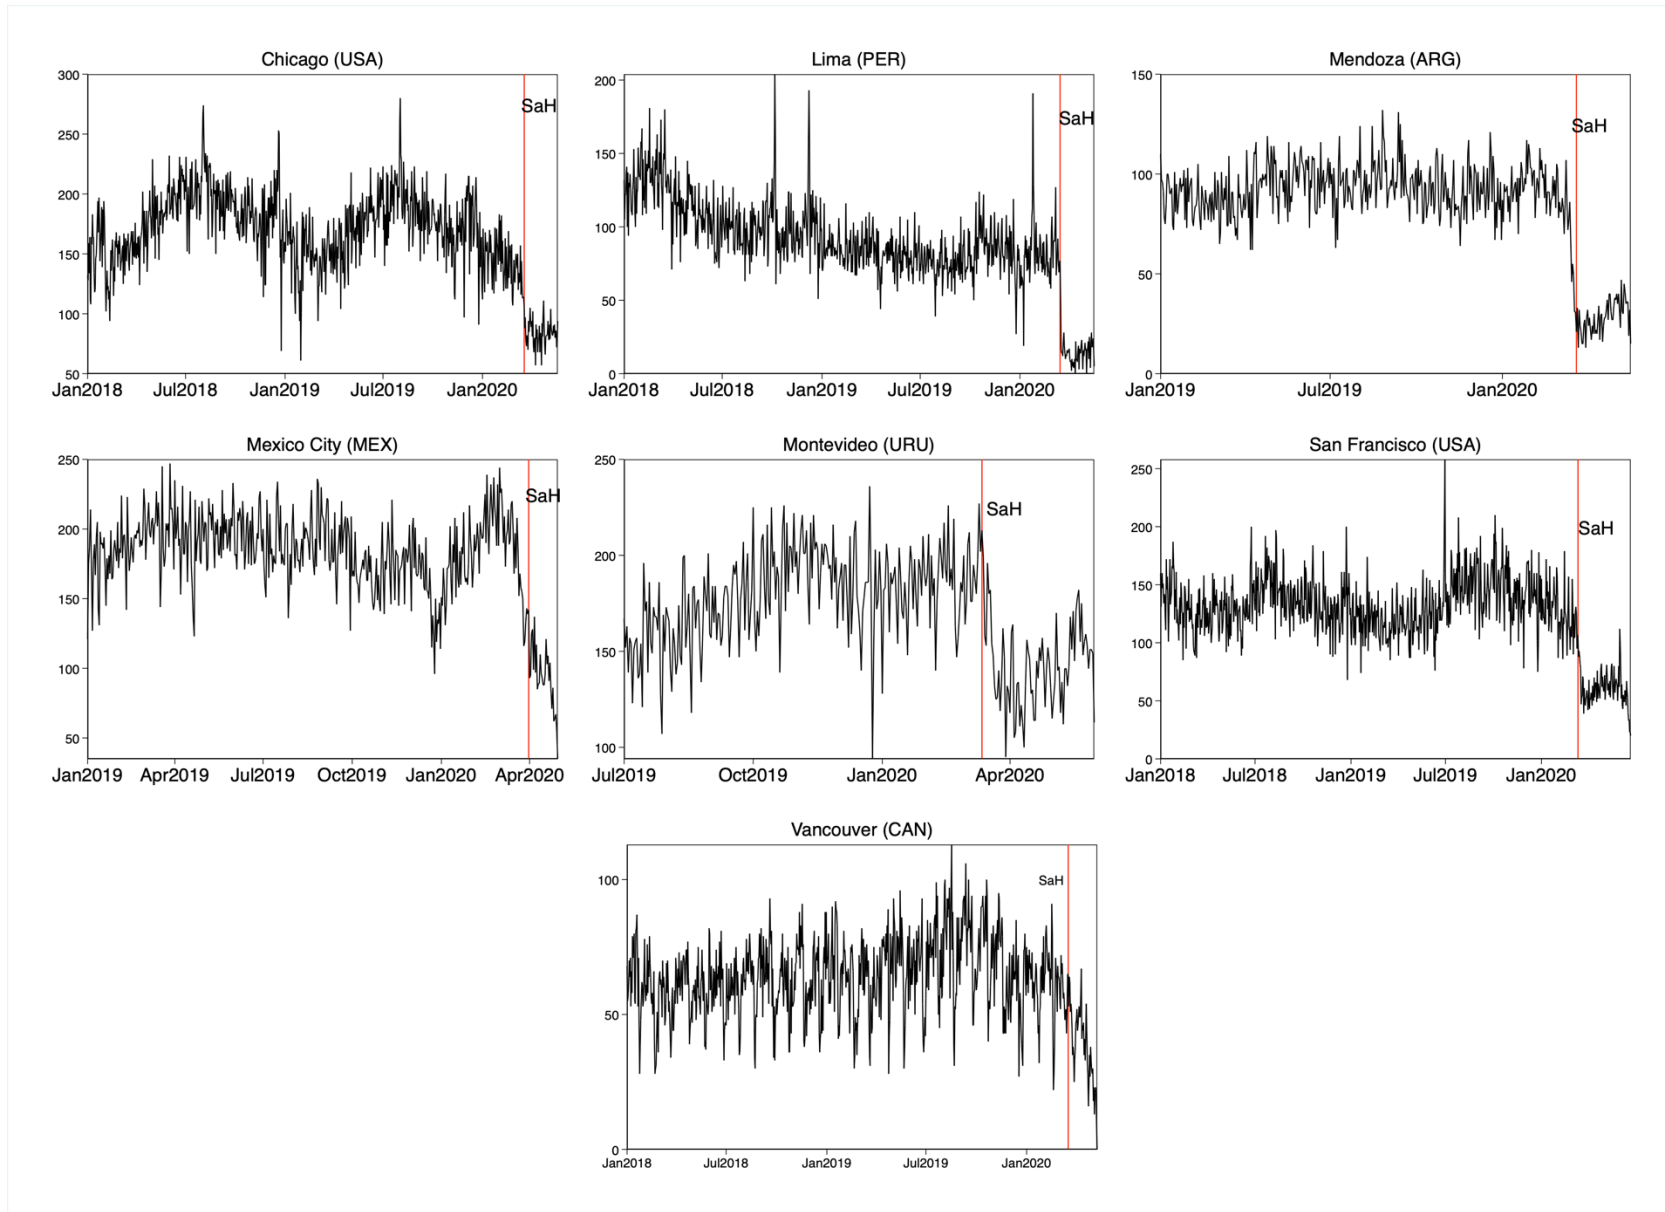 Chicago (USA)
300
250
200
150
100
50
SaH
Jan2018 Jul2018 Jan2019 Jul2019 Jan2020
Lima (PER)
200
150
100
50
0
SaH
Jan2018 Jul2018 Jan2019 Jul2019 Jan2020
Mendoza (ARG)
150
100
50
0
SaH
Jan2019 Jul2019 Jan2020
Mexico City (MEX)
250
200
150
100
50
SaH
Jan2019 Apr2019 Jul2019 Oct2019 Jan2020 Apr2020
Montevideo (URU)
250
200
150
100
SaH
Jul2019 Oct2019 Jan2020 Apr2020
San Francisco (USA)
250
200
150
100
50
0
SaH
Jan2018 Jul2018 Jan2019 Jul2019 Jan2020
Vancouver (CAN)
100
50
0
SaH
Jan2018 Jul2018 Jan2019 Jul2019 Jan2020